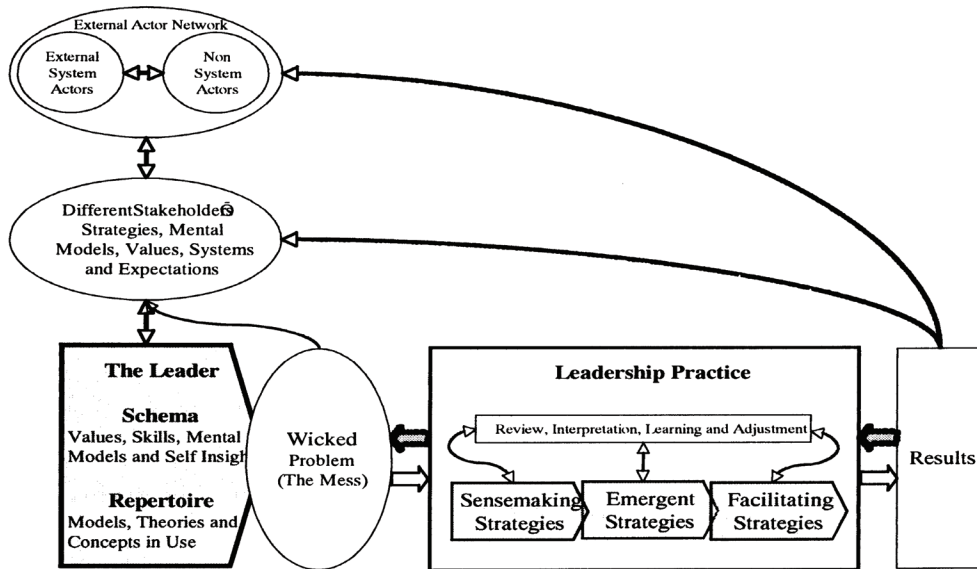 External Actor Network
External
System
Actors
Non
System
Actors
DifferentStakeholders
Strategies, Mental
Models, Values, Systems
and Expectations
The Leader
Schema
Values, Skills, Mental
Models and Self Insigh
Repertoire
Models, Theories and
Concepts in Use
Wicked
Problem
(The Mess)
Leadership Practice
Review, Interpretation, Learning and Adjustment
Sensemaking
Strategies
Emergent
Strategies
Facilitating
Strategies
Results